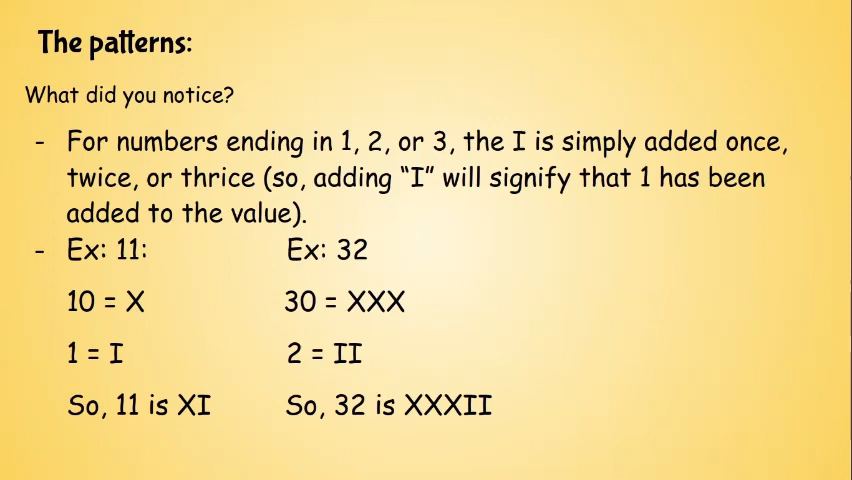 The patterns:
What did you notice?
- For numbers ending in 1, 2, or 3, the I is simply added once,
twice, or thrice (so, adding “I” will signify that 1 has been
added to the value).
- Ex: 11: Ex: 32
10 = X 30 = XXX
1 = I 2 = II
So, 11 is XI So, 32 is XXXII